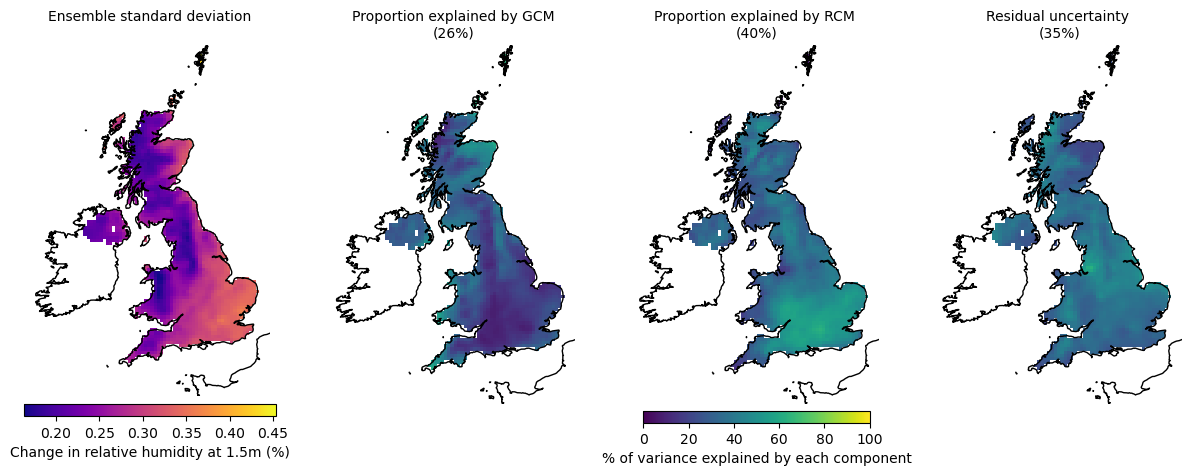 Ensemble standard deviation
Proportion explained by GCM
(26%)
Proportion explained by RCM
(40%)
Residual uncertainty
(35%)
0.20 0.25 0.30 0.35 0.40 0.45
Change in relative humidity at 1.5m (%)
0 20 40 60 80 100
% of variance explained by each component